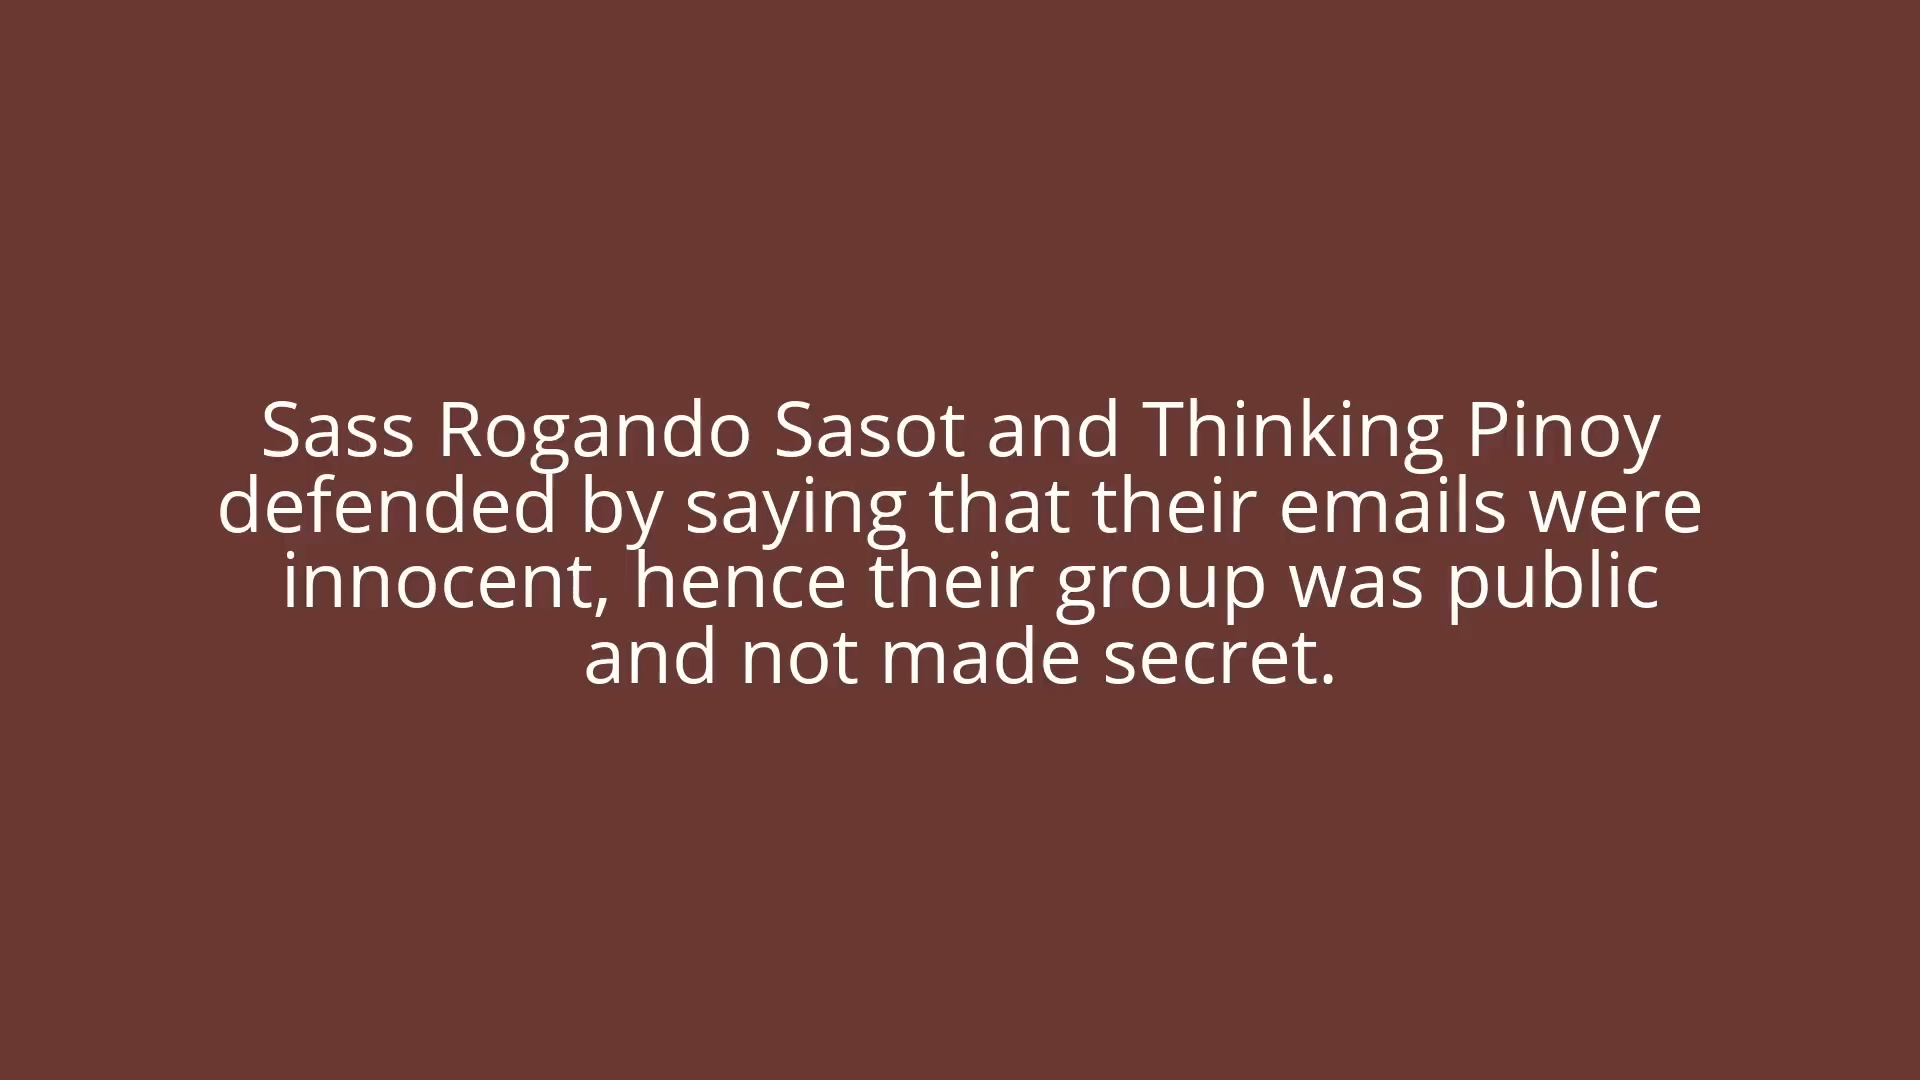 Sass Rogando Sasot and Thinking Pinoy
defended by saying that their emails were
innocent, hence their group was public
and not made secret.